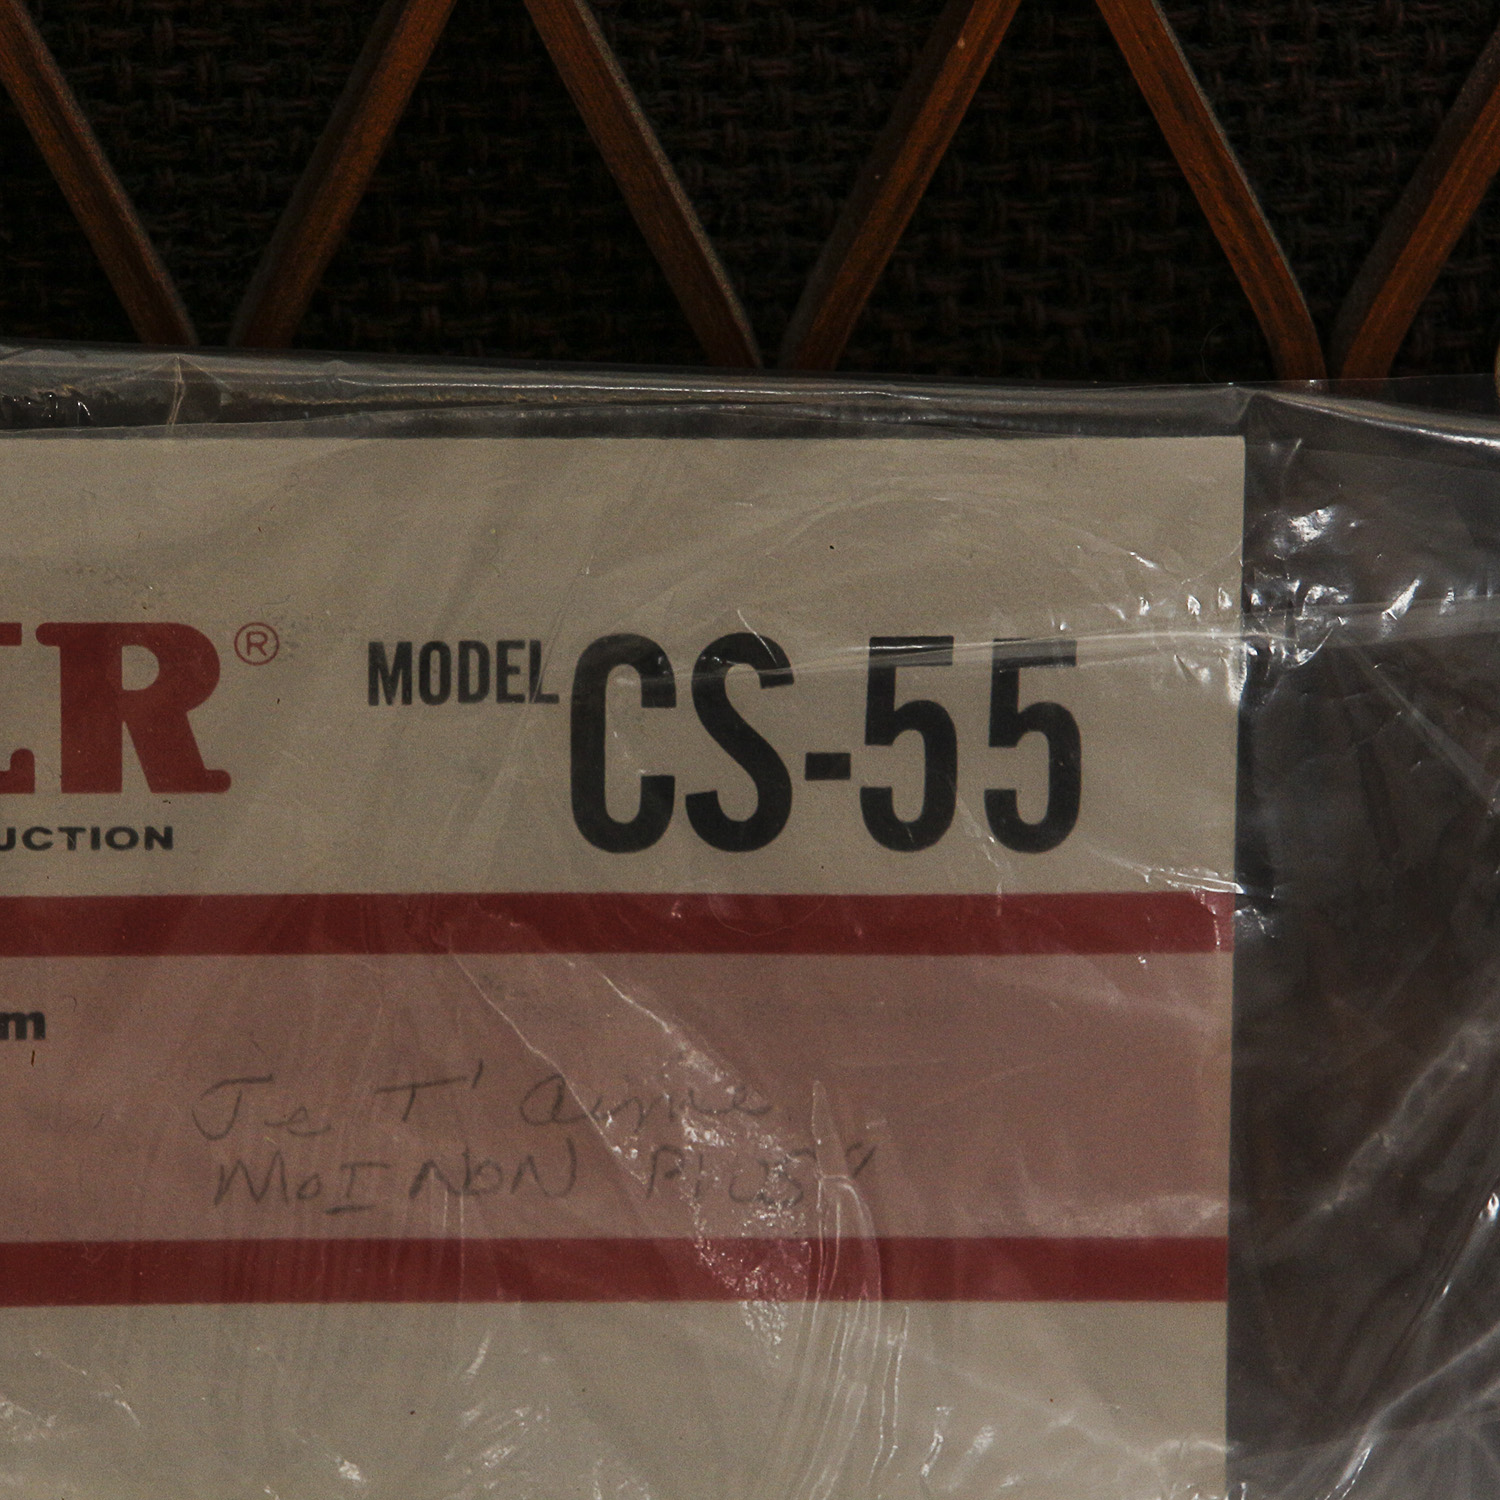 ER® MODEL CS-55
UCTION
m
Je T'aime
MOI NON PLUS"